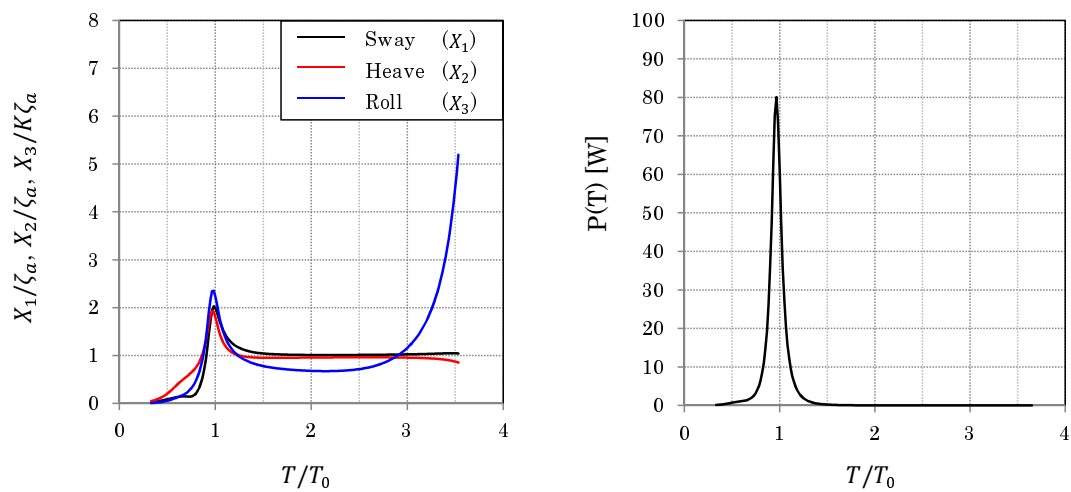 X₁/ζₐ, X₂/ζₐ, X₃/Kζₐ
8
7
6
5
4
3
2
1
0
0 1 2 3 4
T/T₀
Sway (X₁)
Heave (X₂)
Roll (X₃)
P(T) [W]
100
90
80
70
60
50
40
30
20
10
0
0 1 2 3 4
T/T₀